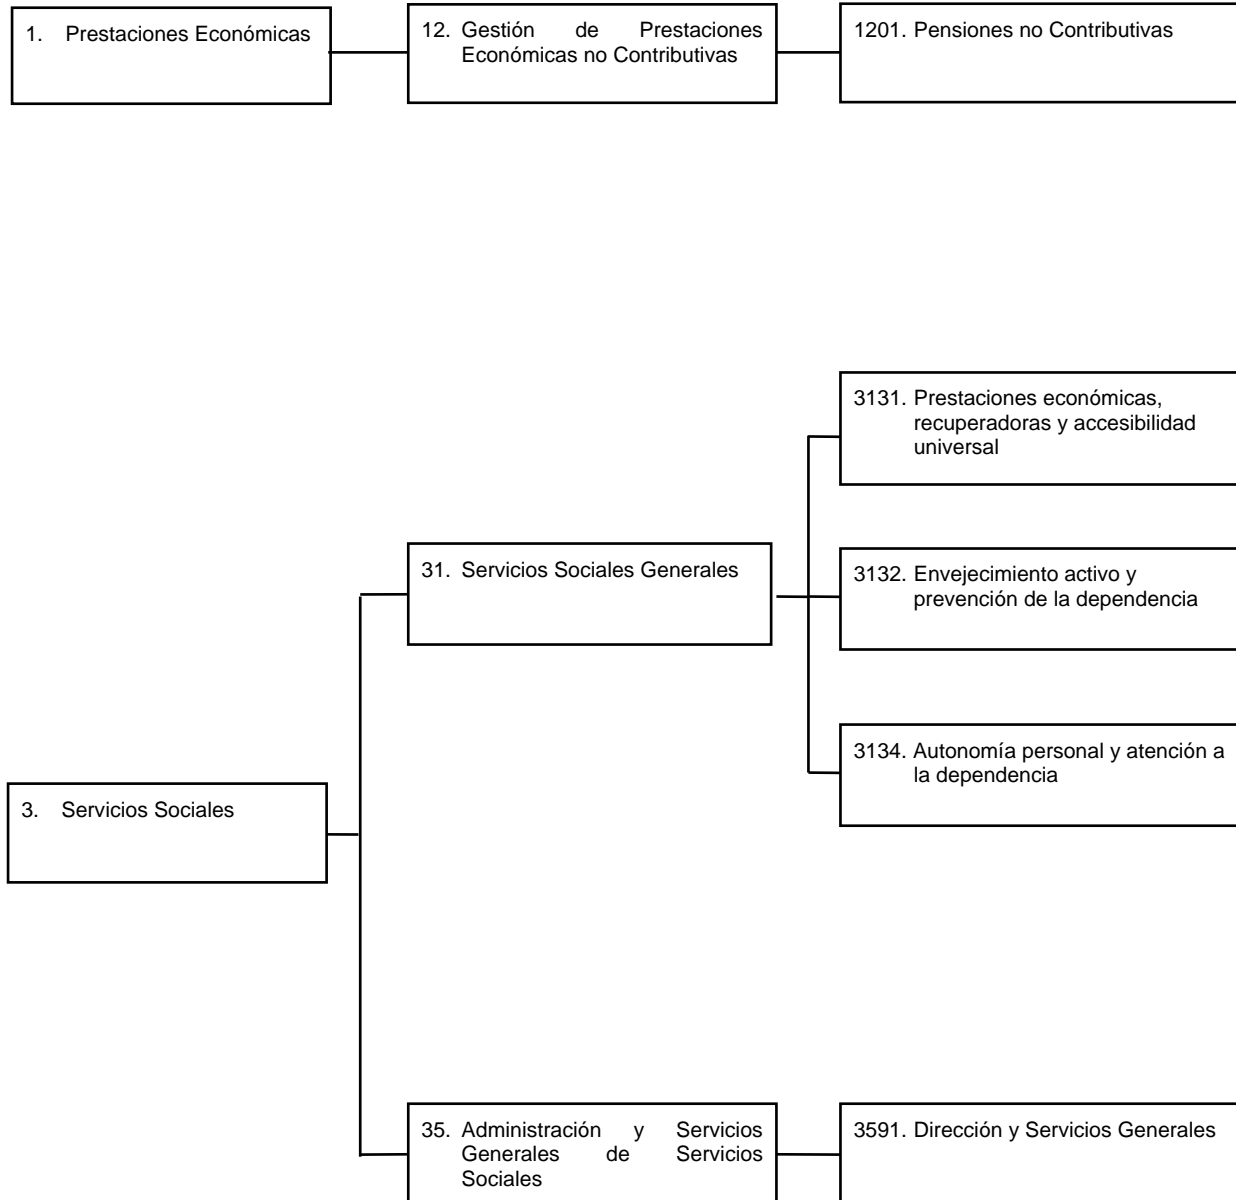 1. Prestaciones Económicas
12. Gestión de Prestaciones
Económicas no Contributivas
1201. Pensiones no Contributivas
3131. Prestaciones económicas,
recuperadoras y accesibilidad
universal
31. Servicios Sociales Generales
3132. Envejecimiento activo y
prevención de la dependencia
3134. Autonomía personal y atención a
la dependencia
3. Servicios Sociales
35. Administración y Servicios
Generales de Servicios
Sociales
3591. Dirección y Servicios Generales